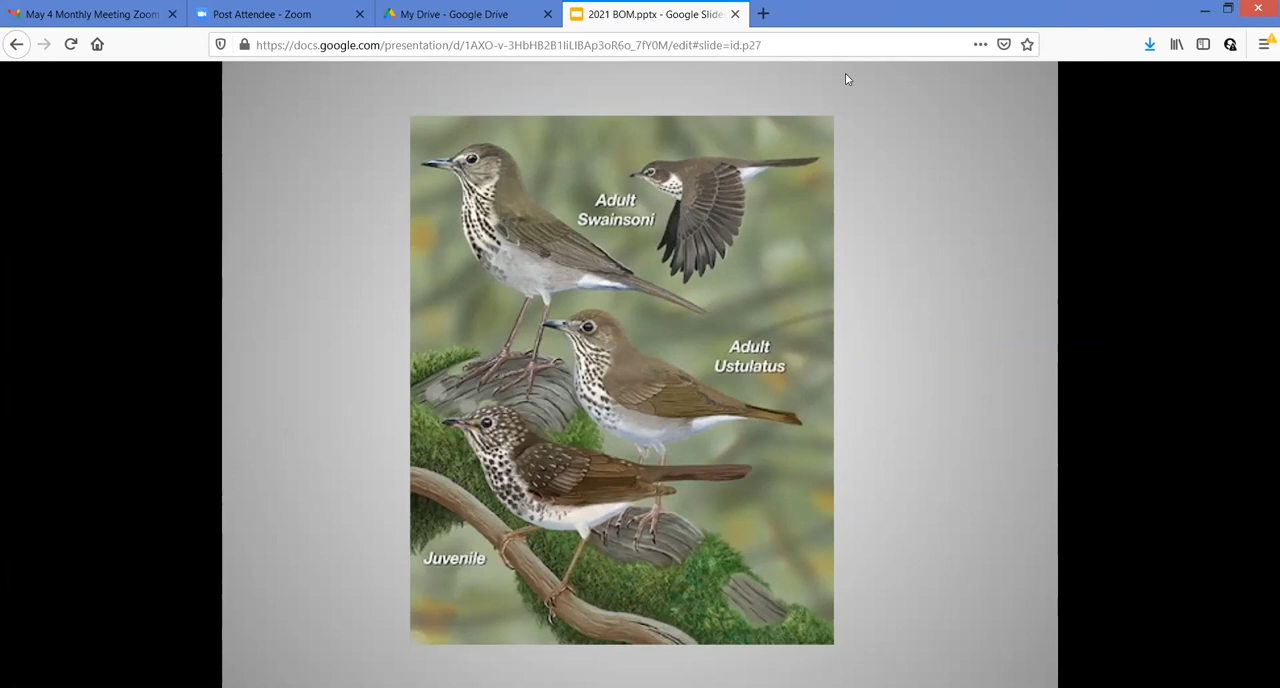 May 4 Monthly Meeting Zoom
Post Attendee - Zoom
My Drive - Google Drive
2021 BOM.pptx - Google Slide
https://docs.google.com/presentation/d/1AXO-v-3HbHB2B1IiLIBAp3oR6o_7fY0M/edit#slide=id.p27
Adult
Swainsoni
Adult
Ustulatus
Juvenile